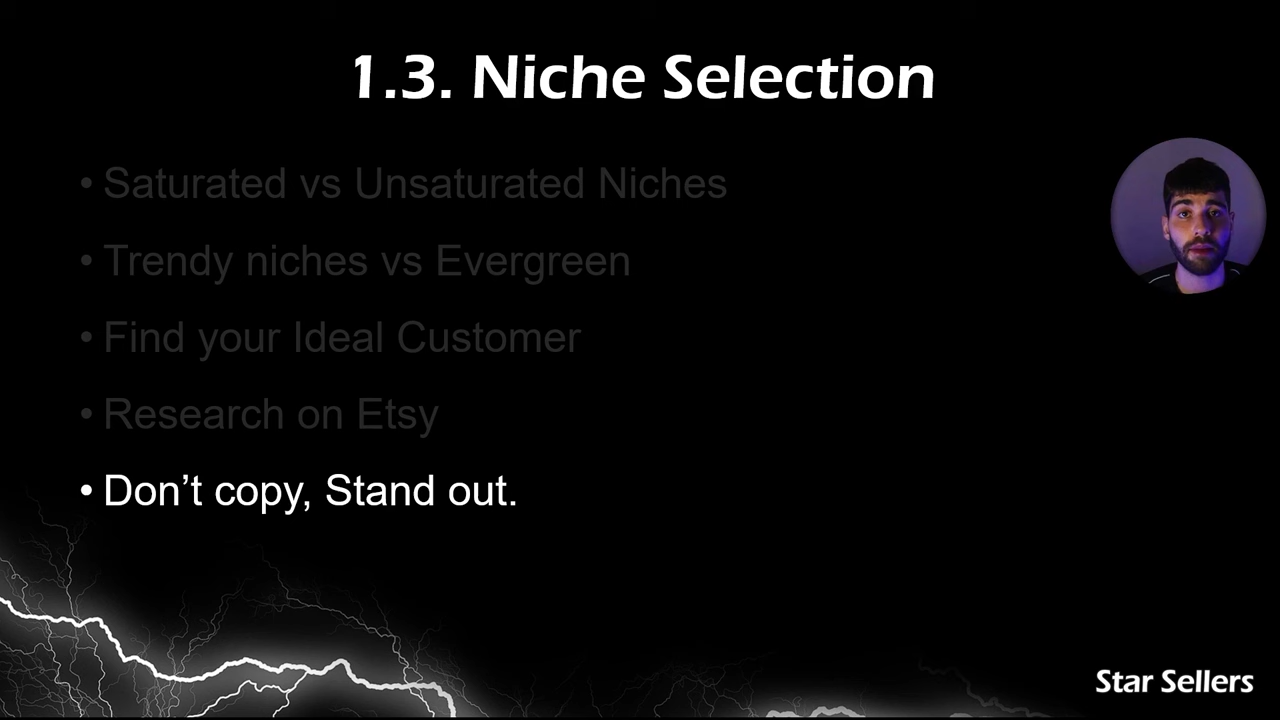 1.3. Niche Selection
• Saturated vs Unsaturated Niches
• Trendy niches vs Evergreen
• Find your Ideal Customer
• Research on Etsy
• Don’t copy, Stand out.
Star Sellers